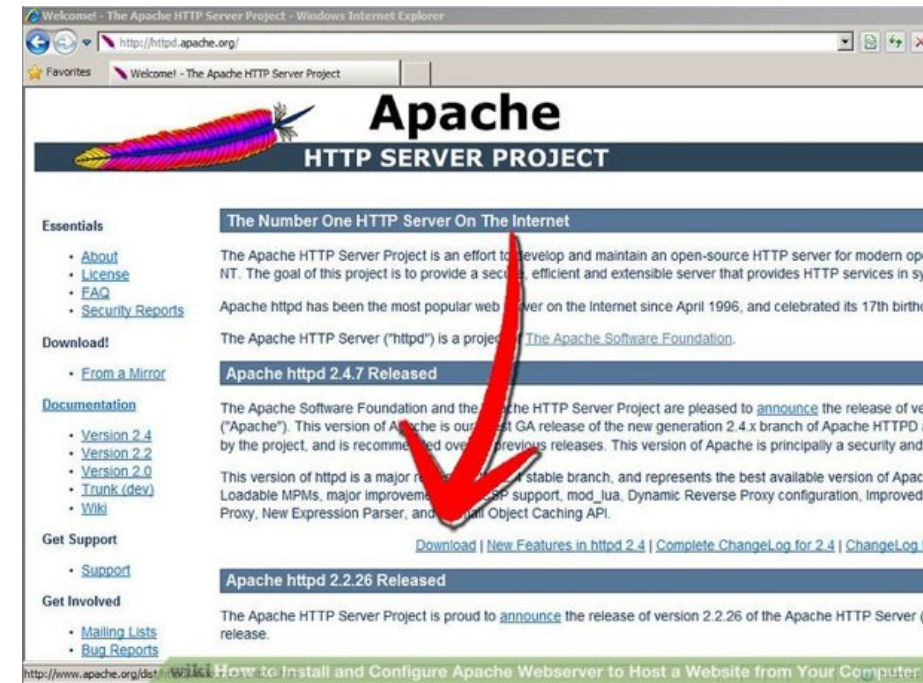 Welcome! - The Apache HTTP Server Project - Windows Internet Explorer
http://httpd.apache.org/
Favorites
Welcome! - The Apache HTTP Server Project
Apache
HTTP SERVER PROJECT
Essentials
About
License
FAQ
Security Reports
Download!
From a Mirror
Documentation
Version 2.4
Version 2.2
Version 2.0
Trunk (dev)
Wiki
Get Support
Support
Get Involved
Mailing Lists
Bug Reports
The Number One HTTP Server On The Internet
The Apache HTTP Server Project is an effort to develop and maintain an open-source HTTP server for modern op
NT. The goal of this project is to provide a secure, efficient and extensible server that provides HTTP services in sy
Apache httpd has been the most popular web server on the Internet since April 1996, and celebrated its 17th birth
The Apache HTTP Server ("httpd") is a project The Apache Software Foundation.
Apache httpd 2.4.7 Released
The Apache Software Foundation and the Apache HTTP Server Project are pleased to announce the release of ve
("Apache"). This version of Apache is our GA release of the new generation 2.4.x branch of Apache HTTPD
by the project, and is recommended over previous releases. This version of Apache is principally a security and
This version of httpd is a major stable branch, and represents the best available version of Apac
Loadable MPMs, major support, mod_lua, Dynamic Reverse Proxy configuration, Improved
Proxy, New Expression Parser, and Object Caching API.
Download | New Features in httpd 2.4 | Complete ChangeLog for 2.4 | ChangeLog
Apache httpd 2.2.26 Released
The Apache HTTP Server Project is proud to announce the release of version 2.2.26 of the Apache HTTP Server (
release.
http://www.apache.org/dist/
wiki How to Install and Configure Apache Webserver to Host a Website from Your Computer